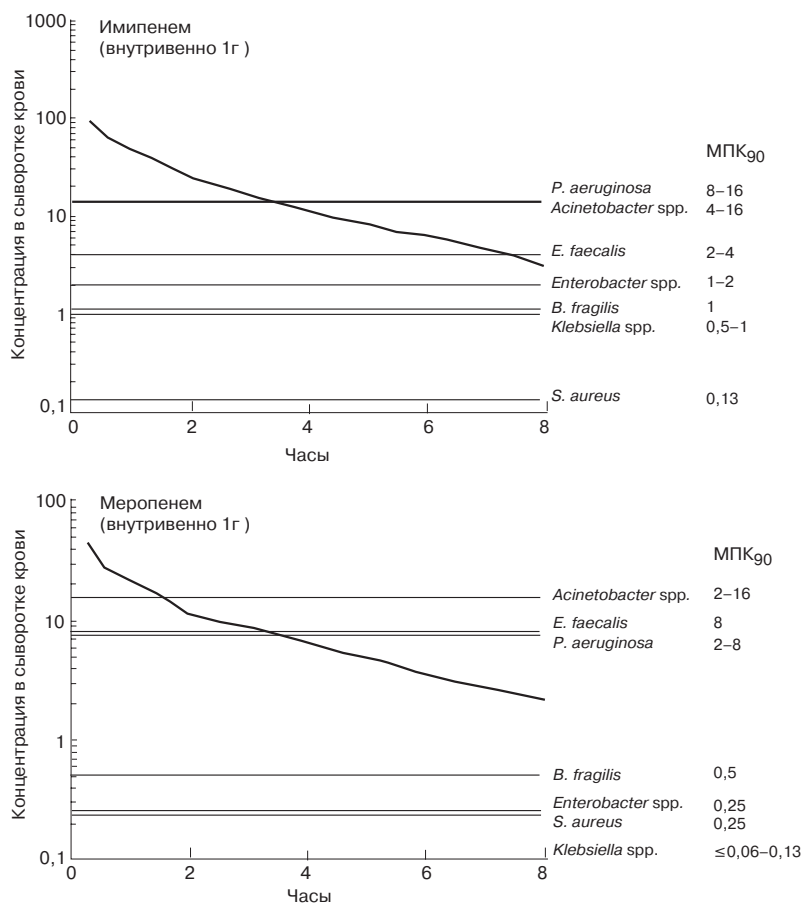 Имипенем
(внутривенно 1г )
Концентрация в сыворотке крови
1000
100
10
1
0,1
0
2
4
6
8
Часы
МПК90
P. aeruginosa 8–16
Acinetobacter spp. 4–16
E. faecalis 2–4
Enterobacter spp. 1–2
B. fragilis 1
Klebsiella spp. 0,5–1
S. aureus 0,13
Меропенем
(внутривенно 1г )
Концентрация в сыворотке крови
100
10
1
0,1
0
2
4
6
8
Часы
МПК90
Acinetobacter spp. 2–16
E. faecalis 8
P. aeruginosa 2–8
B. fragilis 0,5
Enterobacter spp. 0,25
S. aureus 0,25
Klebsiella spp. ≤0,06–0,13